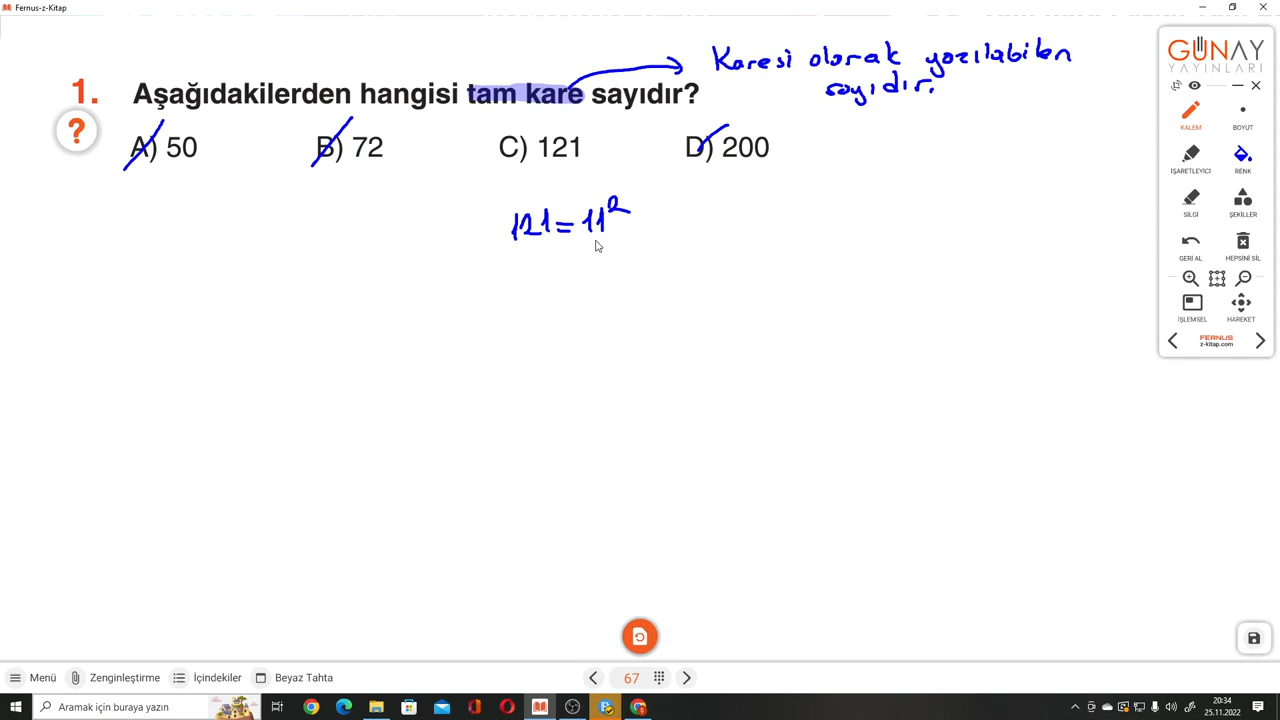 Fernus-z-Kitap
Karesi olarak yazılabilen
sayıdır.
1. Aşağıdakilerden hangisi tam kare sayıdır?
?
A) 50 B) 72 C) 121 D) 200
121=11²
GÜNAY
YAYINLARI
KALEM BOYUT
İŞARETLEYİCİ RENK
SİLGİ ŞEKİLLER
GERİ AL HEPSİNİ SİL
İŞLEMSEL HAREKET
FERNUS
z-kitap.com
Menü Zenginleştirme İçindekiler Beyaz Tahta 67
Aramak için buraya yazın
20:34
25.11.2022